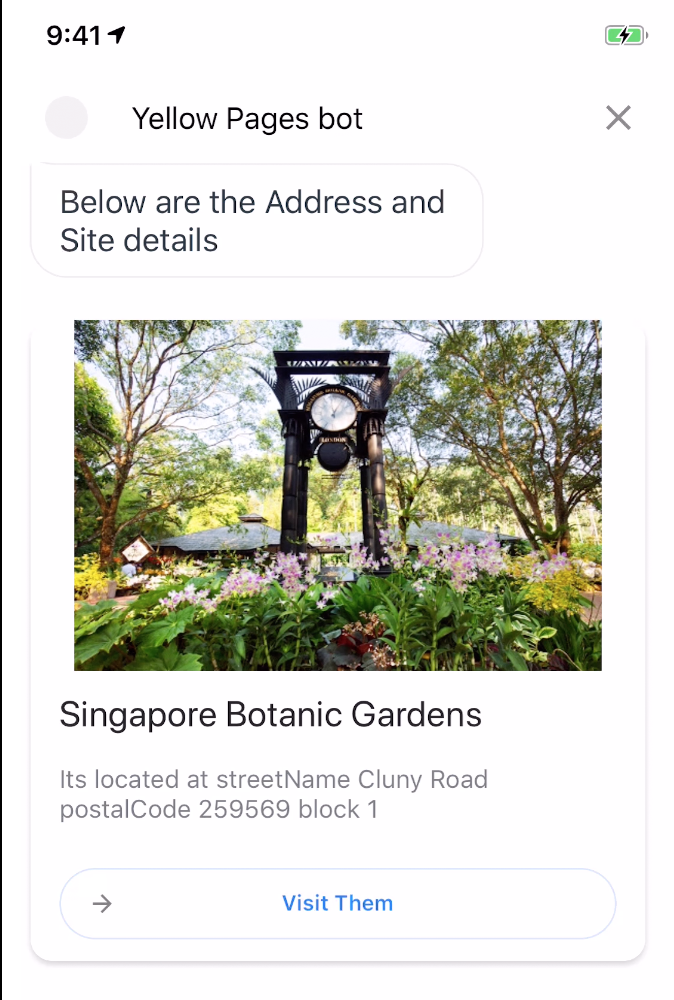 9:41
Yellow Pages bot
Below are the Address and
Site details
Singapore Botanic Gardens
Its located at streetName Cluny Road
postalCode 259569 block 1
Visit Them